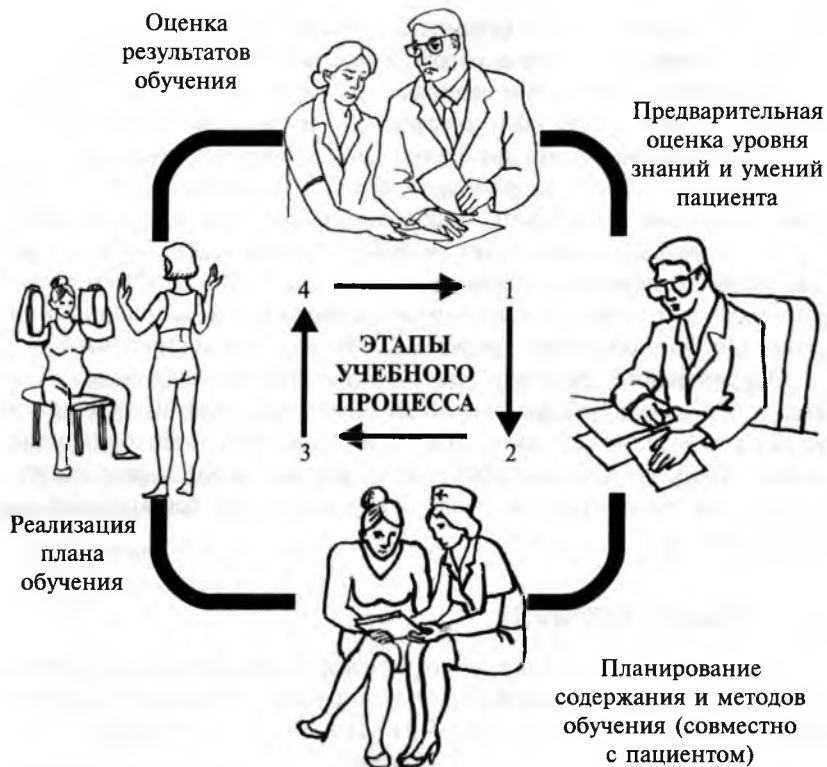 Оценка
результатов
обучения
Предварительная
оценка уровня
знаний и умений
пациента
4
1
ЭТАПЫ
УЧЕБНОГО
ПРОЦЕССА
3
2
Реализация
плана
обучения
Планирование
содержания и методов
обучения (совместно
с пациентом)